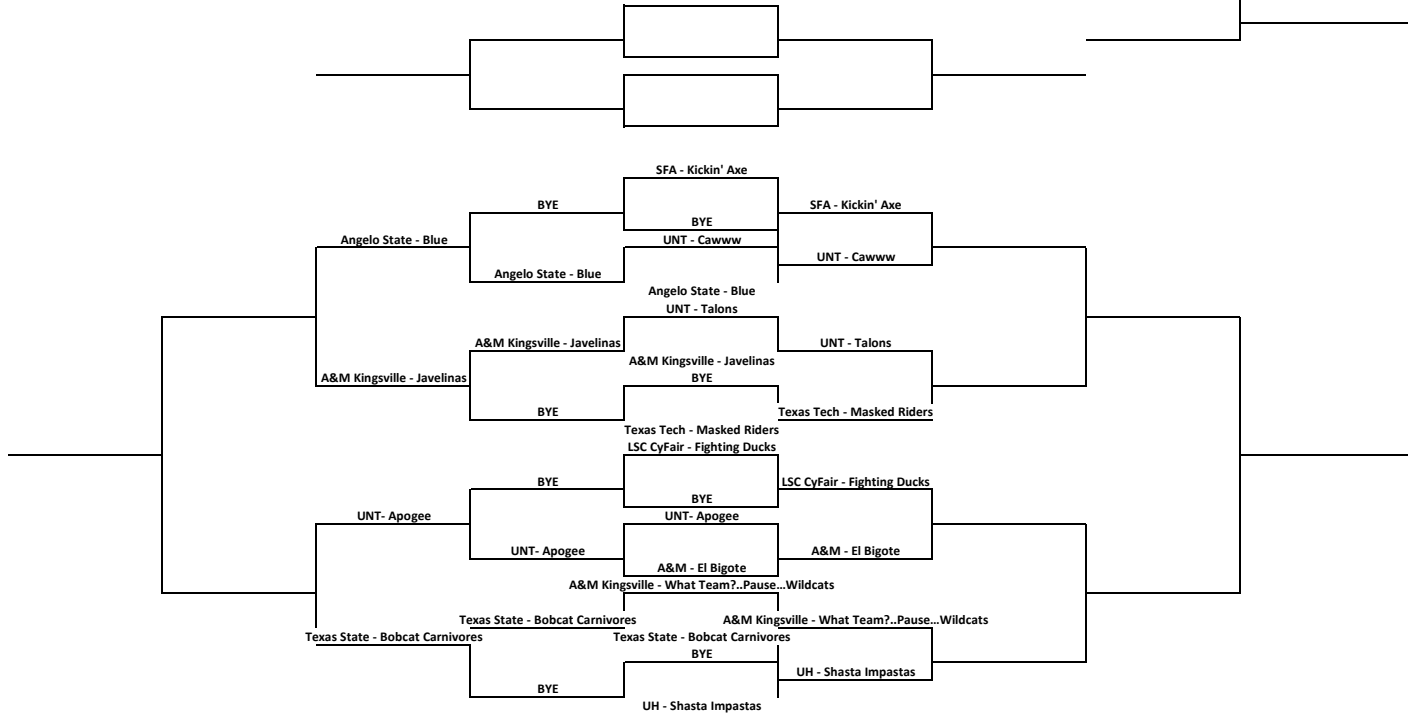 SFA - Kickin' Axe
BYE
SFA - Kickin' Axe
BYE
Angelo State - Blue
UNT - Cawww
UNT - Cawww
Angelo State - Blue
Angelo State - Blue
UNT - Talons
A&M Kingsville - Javelinas
UNT - Talons
A&M Kingsville - Javelinas
A&M Kingsville - Javelinas
BYE
BYE
Texas Tech - Masked Riders
Texas Tech - Masked Riders
LSC CyFair - Fighting Ducks
BYE
LSC CyFair - Fighting Ducks
BYE
UNT- Apogee
UNT- Apogee
UNT- Apogee
A&M - El Bigote
A&M - El Bigote
A&M Kingsville - What Team?..Pause...Wildcats
Texas State - Bobcat Carnivores
A&M Kingsville - What Team?..Pause...Wildcats
Texas State - Bobcat Carnivores
Texas State - Bobcat Carnivores
BYE
UH - Shasta Impastas
BYE
UH - Shasta Impastas